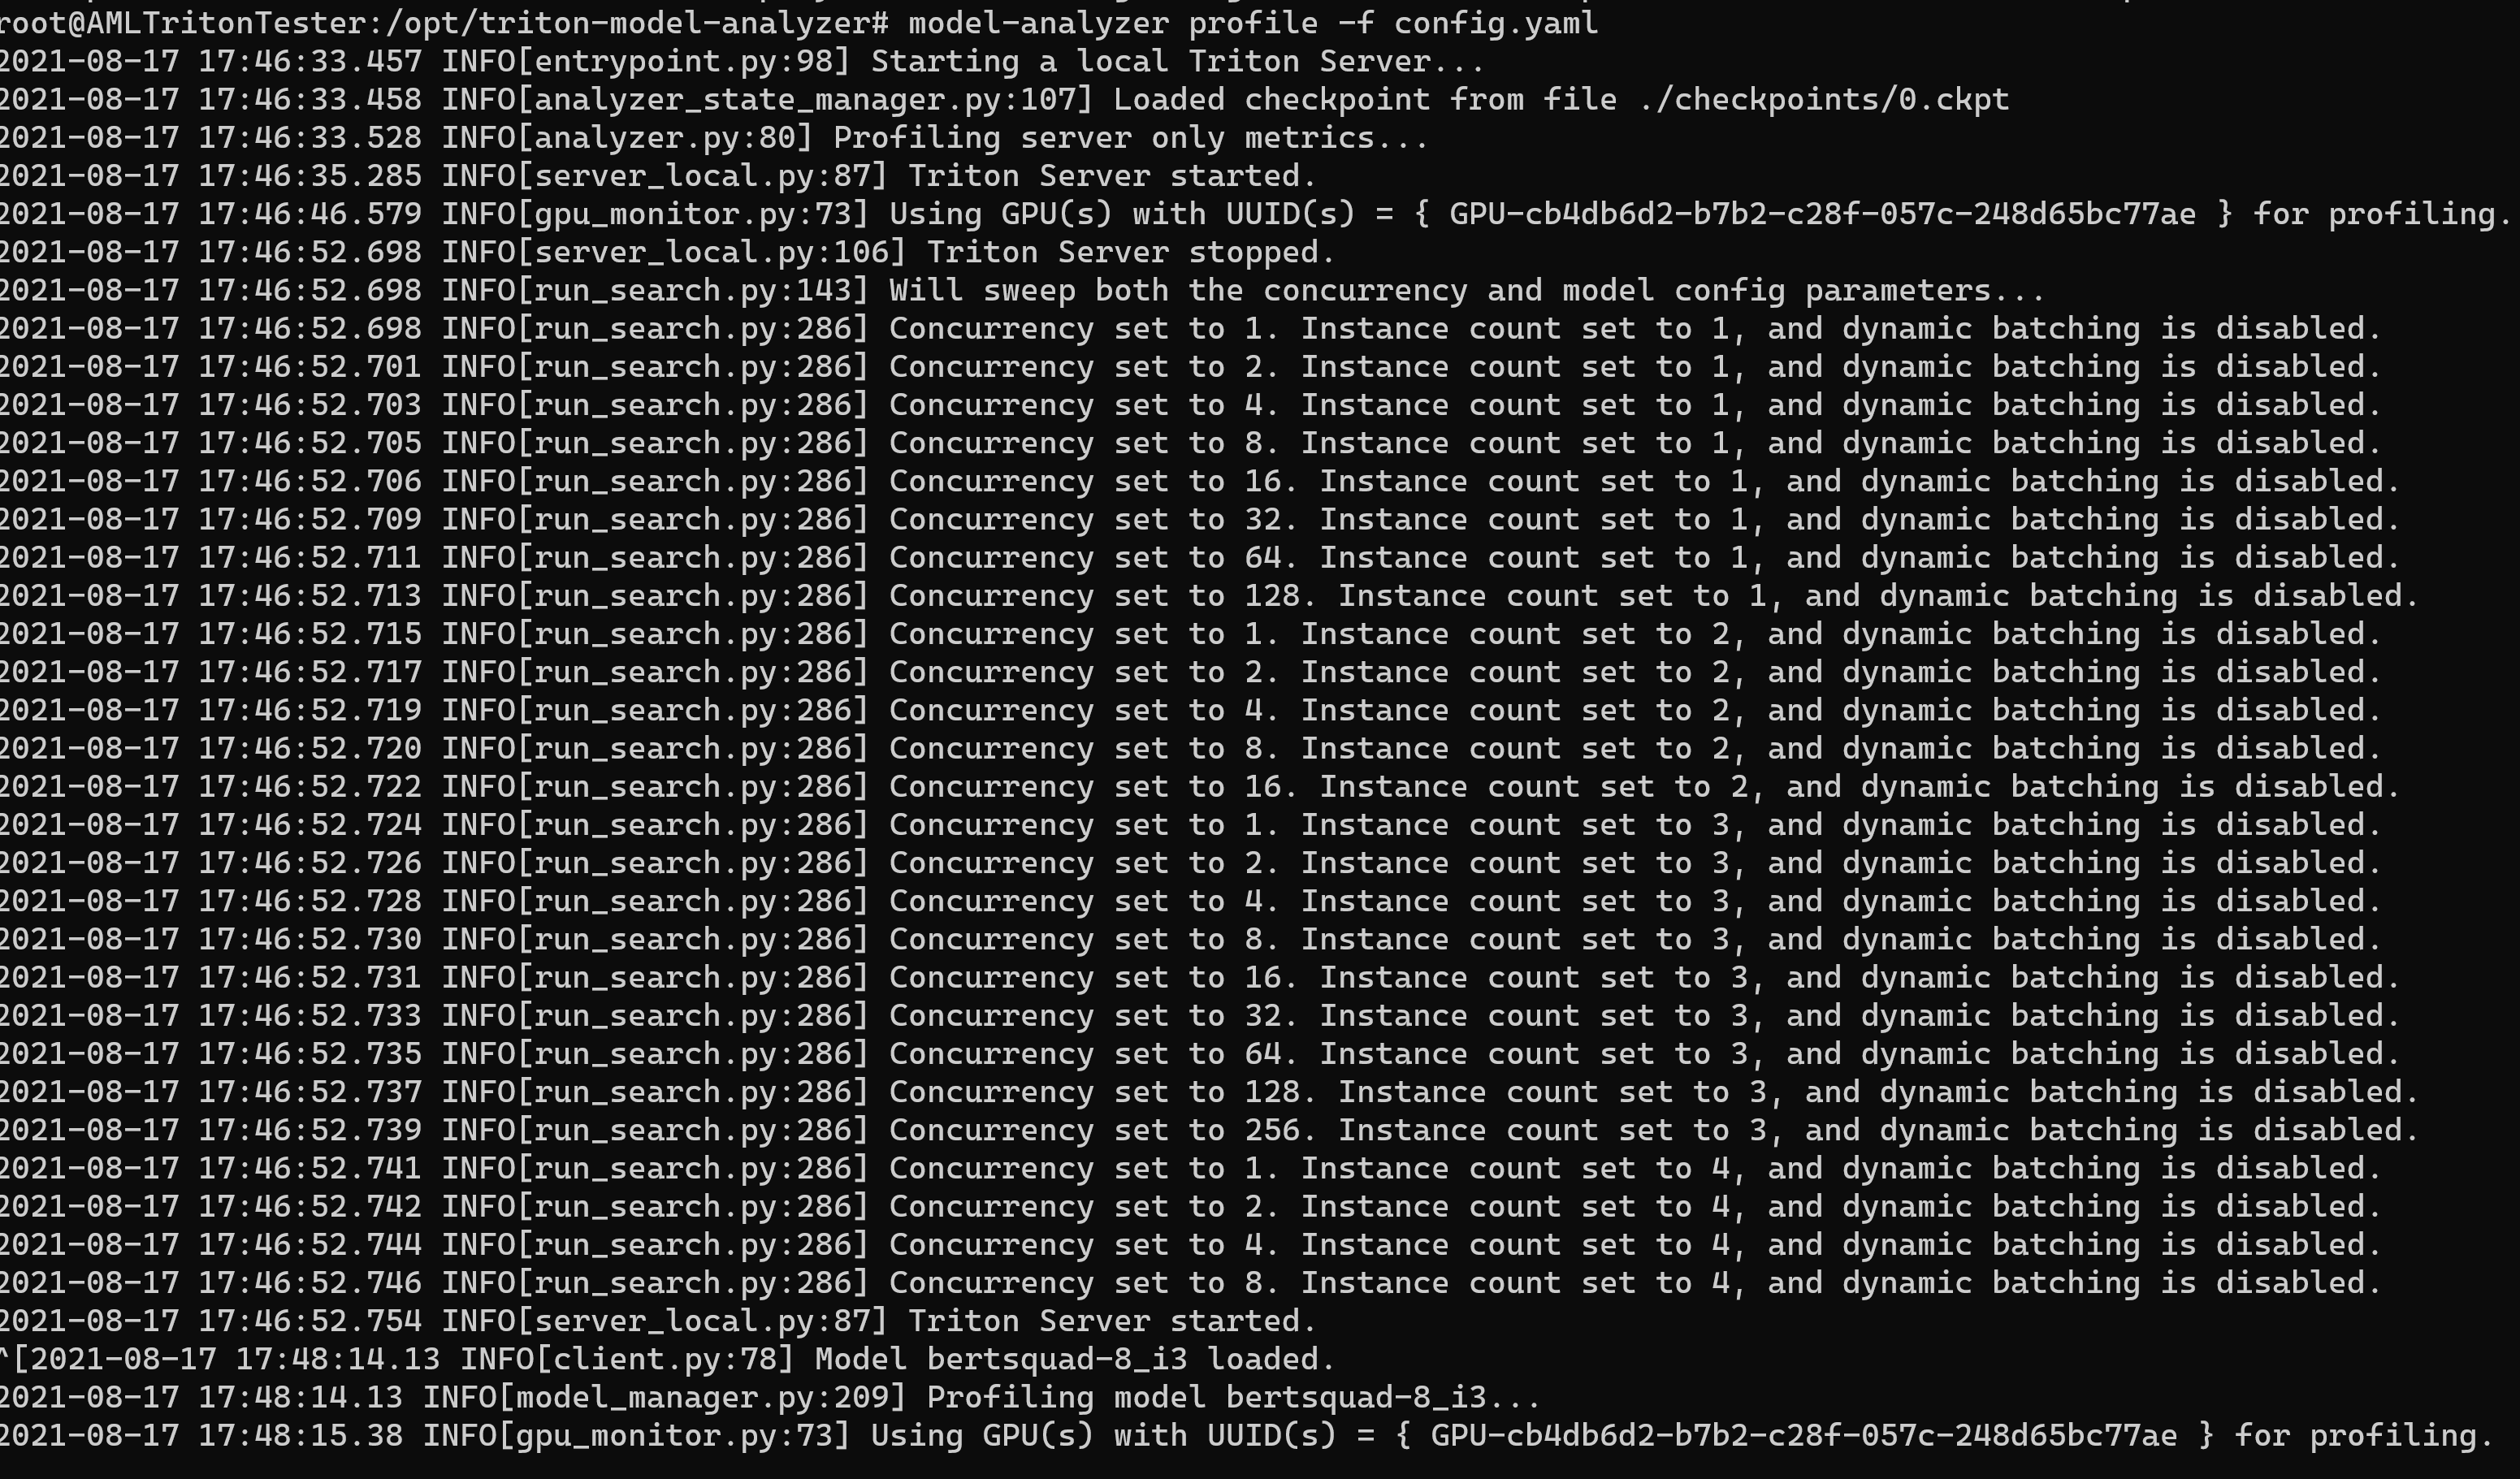 root@AMLTritonTester:/opt/triton-model-analyzer# model-analyzer profile -f config.yaml
2021-08-17 17:46:33.457 INFO[entrypoint.py:98] Starting a local Triton Server...
2021-08-17 17:46:33.458 INFO[analyzer_state_manager.py:107] Loaded checkpoint from file ./checkpoints/0.ckpt
2021-08-17 17:46:33.528 INFO[analyzer.py:80] Profiling server only metrics...
2021-08-17 17:46:35.285 INFO[server_local.py:87] Triton Server started.
2021-08-17 17:46:46.579 INFO[gpu_monitor.py:73] Using GPU(s) with UUID(s) = { GPU-cb4db6d2-b7b2-c28f-057c-248d65bc77ae } for profiling.
2021-08-17 17:46:52.698 INFO[server_local.py:106] Triton Server stopped.
2021-08-17 17:46:52.698 INFO[run_search.py:143] Will sweep both the concurrency and model config parameters...
2021-08-17 17:46:52.698 INFO[run_search.py:286] Concurrency set to 1. Instance count set to 1, and dynamic batching is disabled.
2021-08-17 17:46:52.701 INFO[run_search.py:286] Concurrency set to 2. Instance count set to 1, and dynamic batching is disabled.
2021-08-17 17:46:52.703 INFO[run_search.py:286] Concurrency set to 4. Instance count set to 1, and dynamic batching is disabled.
2021-08-17 17:46:52.705 INFO[run_search.py:286] Concurrency set to 8. Instance count set to 1, and dynamic batching is disabled.
2021-08-17 17:46:52.706 INFO[run_search.py:286] Concurrency set to 16. Instance count set to 1, and dynamic batching is disabled.
2021-08-17 17:46:52.709 INFO[run_search.py:286] Concurrency set to 32. Instance count set to 1, and dynamic batching is disabled.
2021-08-17 17:46:52.711 INFO[run_search.py:286] Concurrency set to 64. Instance count set to 1, and dynamic batching is disabled.
2021-08-17 17:46:52.713 INFO[run_search.py:286] Concurrency set to 128. Instance count set to 1, and dynamic batching is disabled.
2021-08-17 17:46:52.715 INFO[run_search.py:286] Concurrency set to 1. Instance count set to 2, and dynamic batching is disabled.
2021-08-17 17:46:52.717 INFO[run_search.py:286] Concurrency set to 2. Instance count set to 2, and dynamic batching is disabled.
2021-08-17 17:46:52.719 INFO[run_search.py:286] Concurrency set to 4. Instance count set to 2, and dynamic batching is disabled.
2021-08-17 17:46:52.720 INFO[run_search.py:286] Concurrency set to 8. Instance count set to 2, and dynamic batching is disabled.
2021-08-17 17:46:52.722 INFO[run_search.py:286] Concurrency set to 16. Instance count set to 2, and dynamic batching is disabled.
2021-08-17 17:46:52.724 INFO[run_search.py:286] Concurrency set to 1. Instance count set to 3, and dynamic batching is disabled.
2021-08-17 17:46:52.726 INFO[run_search.py:286] Concurrency set to 2. Instance count set to 3, and dynamic batching is disabled.
2021-08-17 17:46:52.728 INFO[run_search.py:286] Concurrency set to 4. Instance count set to 3, and dynamic batching is disabled.
2021-08-17 17:46:52.730 INFO[run_search.py:286] Concurrency set to 8. Instance count set to 3, and dynamic batching is disabled.
2021-08-17 17:46:52.731 INFO[run_search.py:286] Concurrency set to 16. Instance count set to 3, and dynamic batching is disabled.
2021-08-17 17:46:52.733 INFO[run_search.py:286] Concurrency set to 32. Instance count set to 3, and dynamic batching is disabled.
2021-08-17 17:46:52.735 INFO[run_search.py:286] Concurrency set to 64. Instance count set to 3, and dynamic batching is disabled.
2021-08-17 17:46:52.737 INFO[run_search.py:286] Concurrency set to 128. Instance count set to 3, and dynamic batching is disabled.
2021-08-17 17:46:52.739 INFO[run_search.py:286] Concurrency set to 256. Instance count set to 3, and dynamic batching is disabled.
2021-08-17 17:46:52.741 INFO[run_search.py:286] Concurrency set to 1. Instance count set to 4, and dynamic batching is disabled.
2021-08-17 17:46:52.742 INFO[run_search.py:286] Concurrency set to 2. Instance count set to 4, and dynamic batching is disabled.
2021-08-17 17:46:52.744 INFO[run_search.py:286] Concurrency set to 4. Instance count set to 4, and dynamic batching is disabled.
2021-08-17 17:46:52.746 INFO[run_search.py:286] Concurrency set to 8. Instance count set to 4, and dynamic batching is disabled.
2021-08-17 17:46:52.754 INFO[server_local.py:87] Triton Server started.
^[2021-08-17 17:48:14.13 INFO[client.py:78] Model bertsquad-8_i3 loaded.
2021-08-17 17:48:14.13 INFO[model_manager.py:209] Profiling model bertsquad-8_i3...
2021-08-17 17:48:15.38 INFO[gpu_monitor.py:73] Using GPU(s) with UUID(s) = { GPU-cb4db6d2-b7b2-c28f-057c-248d65bc77ae } for profiling.